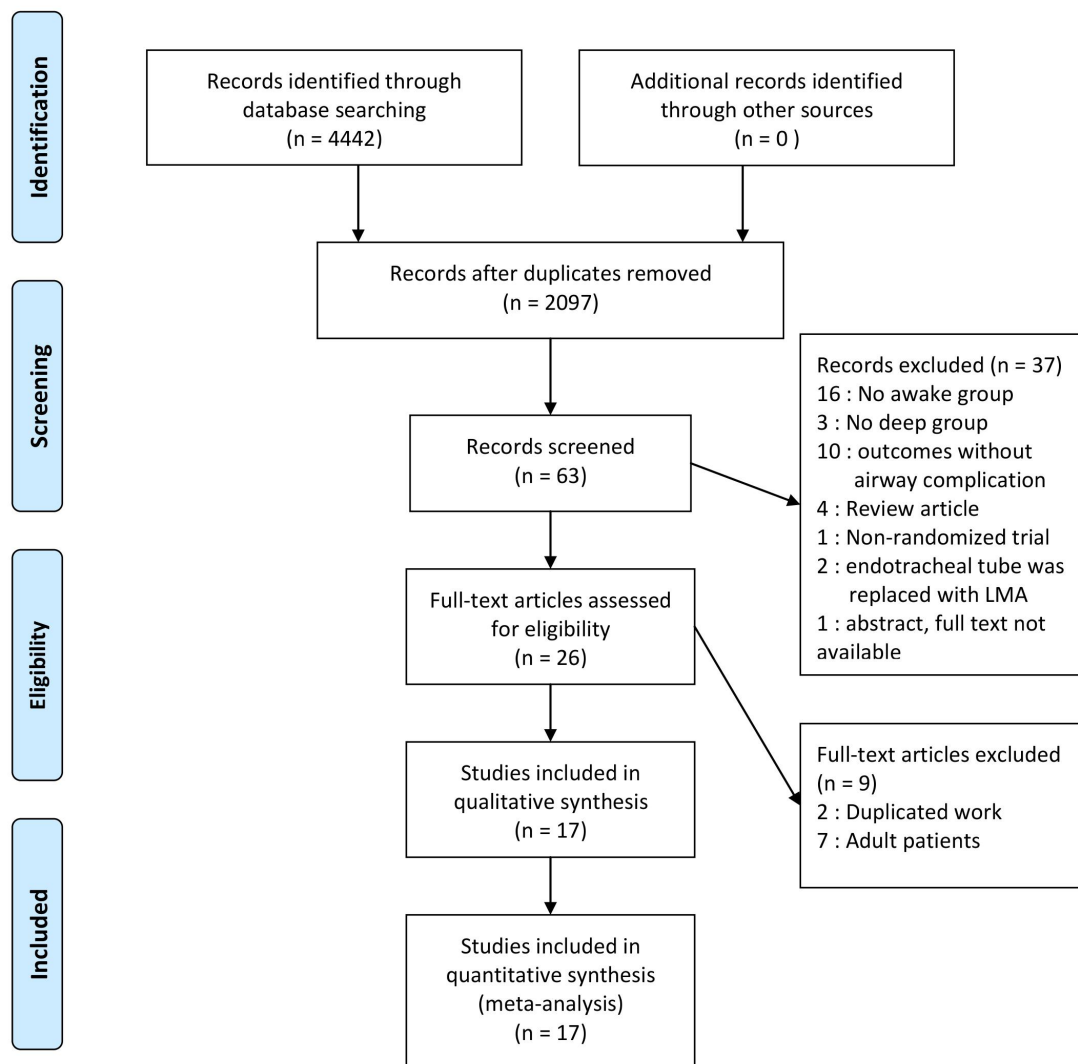 Identification
Records identified through
database searching
(n = 4442)
Additional records identified
through other sources
(n = 0 )
Records after duplicates removed
(n = 2097)
Screening
Records screened
(n = 63)
Records excluded (n = 37)
16 : No awake group
3 : No deep group
10 : outcomes without
airway complication
4 : Review article
1 : Non-randomized trial
2 : endotracheal tube was
replaced with LMA
1 : abstract, full text not
available
Eligibility
Full-text articles assessed
for eligibility
(n = 26)
Full-text articles excluded
(n = 9)
2 : Duplicated work
7 : Adult patients
Studies included in
qualitative synthesis
(n = 17)
Included
Studies included in
quantitative synthesis
(meta-analysis)
(n = 17)